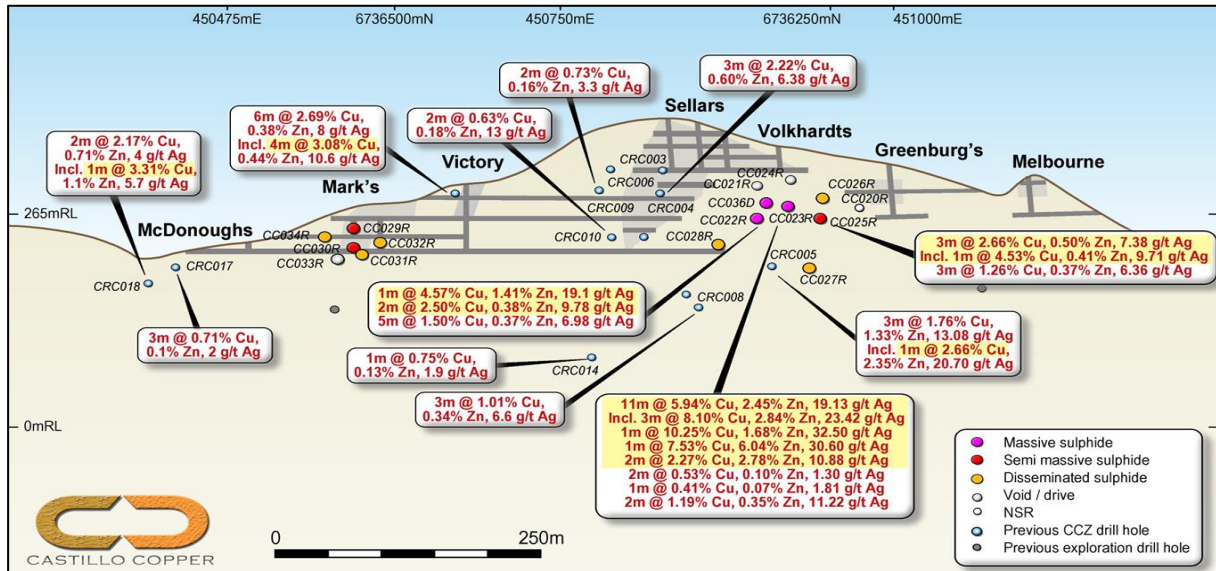 450475mE
6736500mN
450750mE
6736250mN
451000mE
2m @ 0.73% Cu,
0.16% Zn, 3.3 g/t Ag
3m @ 2.22% Cu,
0.60% Zn, 6.38 g/t Ag
6m @ 2.69% Cu,
0.38% Zn, 8 g/t Ag
Incl. 4m @ 3.08% Cu,
0.44% Zn, 10.6 g/t Ag
2m @ 0.63% Cu,
0.18% Zn, 13 g/t Ag
2m @ 2.17% Cu,
0.71% Zn, 4 g/t Ag
Incl. 1m @ 3.31% Cu,
1.1% Zn, 5.7 g/t Ag
Sellars
Volkhardts
Victory
Greenburg's
Melbourne
Mark's
McDonoughs
CRC003
CRC006
CRC009
CRC004
CRC010
CC024R
CC021R
CC036D
CC022R
CC023R
CC026R
CC020R
CC025R
CC028R
CRC005
CC027R
CC029R
CC034R
CC030R
CC032R
CC033R
CC031R
CRC017
CRC018
CRC008
CRC014
265mRL
0mRL
3m @ 2.66% Cu, 0.50% Zn, 7.38 g/t Ag
Incl. 1m @ 4.53% Cu, 0.41% Zn, 9.71 g/t Ag
3m @ 1.26% Cu, 0.37% Zn, 6.36 g/t Ag
1m @ 4.57% Cu, 1.41% Zn, 19.1 g/t Ag
2m @ 2.50% Cu, 0.38% Zn, 9.78 g/t Ag
5m @ 1.50% Cu, 0.37% Zn, 6.98 g/t Ag
3m @ 0.71% Cu,
0.1% Zn, 2 g/t Ag
3m @ 1.76% Cu,
1.33% Zn, 13.08 g/t Ag
Incl. 1m @ 2.66% Cu,
2.35% Zn, 20.70 g/t Ag
1m @ 0.75% Cu,
0.13% Zn, 1.9 g/t Ag
3m @ 1.01% Cu,
0.34% Zn, 6.6 g/t Ag
11m @ 5.94% Cu, 2.45% Zn, 19.13 g/t Ag
Incl. 3m @ 8.10% Cu, 2.84% Zn, 23.42 g/t Ag
1m @ 10.25% Cu, 1.68% Zn, 32.50 g/t Ag
1m @ 7.53% Cu, 6.04% Zn, 30.60 g/t Ag
2m @ 2.27% Cu, 2.78% Zn, 10.88 g/t Ag
2m @ 0.53% Cu, 0.10% Zn, 1.30 g/t Ag
1m @ 0.41% Cu, 0.07% Zn, 1.81 g/t Ag
2m @ 1.19% Cu, 0.35% Zn, 11.22 g/t Ag
Massive sulphide
Semi massive sulphide
Disseminated sulphide
Void / drive
NSR
Previous CCZ drill hole
Previous exploration drill hole
CASTILLO COPPER
0
250m